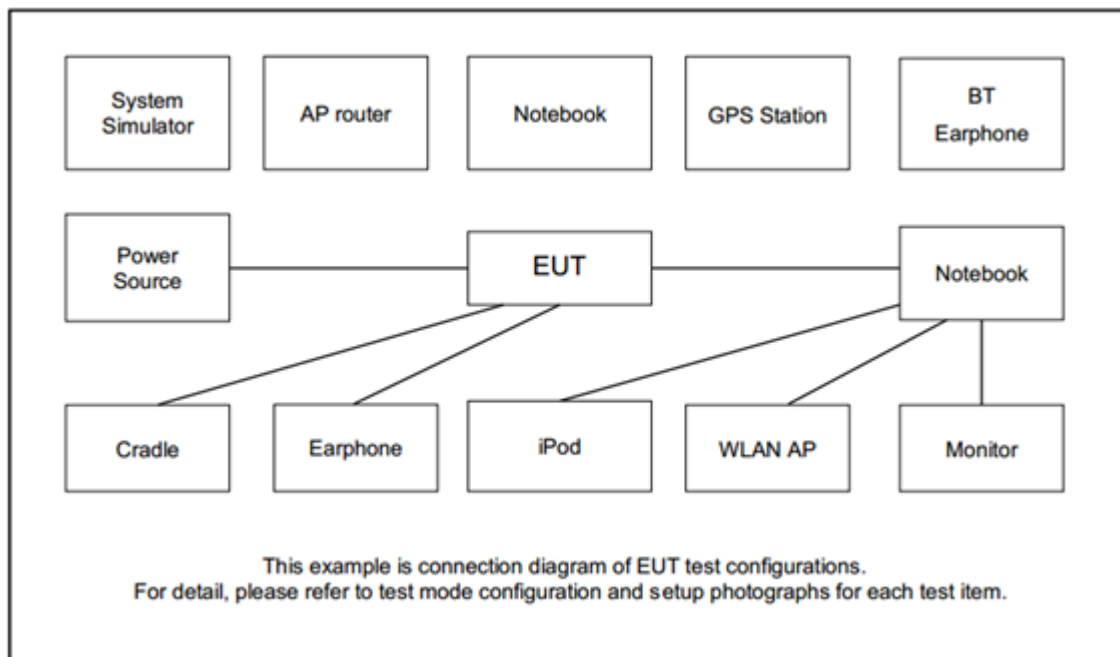 System
Simulator
AP router
Notebook
GPS Station
BT
Earphone
Power
Source
EUT
Notebook
Cradle
Earphone
iPod
WLAN AP
Monitor
This example is connection diagram of EUT test configurations.
For detail, please refer to test mode configuration and setup photographs for each test item.